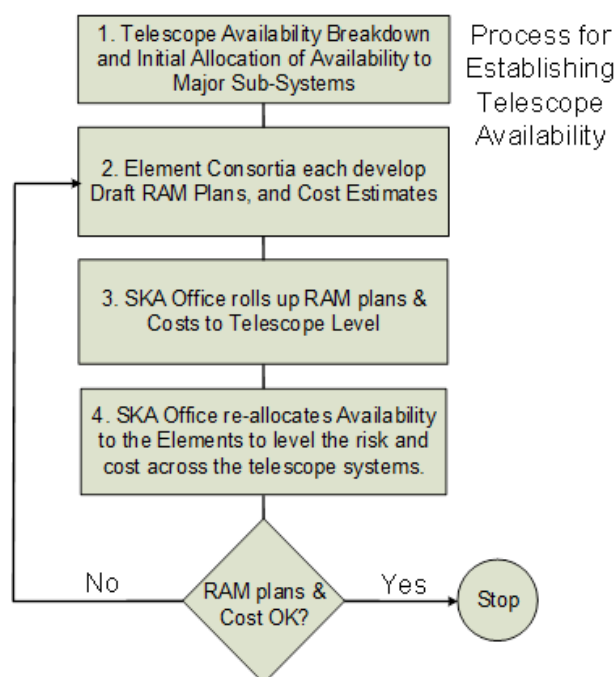 1. Telescope Availability Breakdown
and Initial Allocation of Availability to
Major Sub-Systems
Process for
Establishing
Telescope
Availability
2. Element Consortia each develop
Draft RAM Plans, and Cost Estimates
3. SKA Office rolls up RAM plans &
Costs to Telescope Level
4. SKA Office re-allocates Availability
to the Elements to level the risk and
cost across the telescope systems.
No
RAM plans &
Cost OK?
Yes
Stop